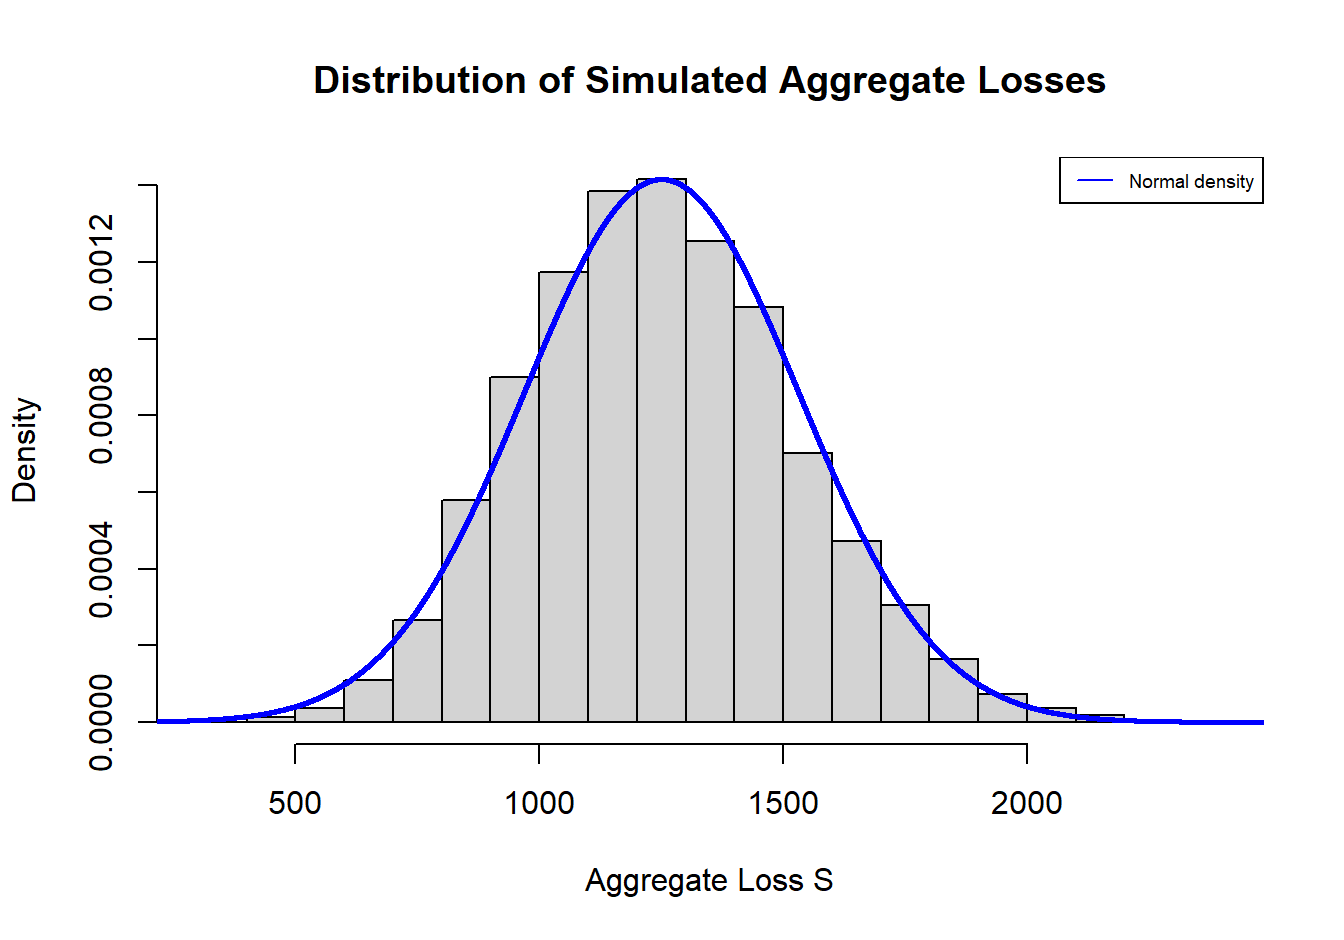 Distribution of Simulated Aggregate Losses
Normal density
Density
0.0012
0.0008
0.0004
0.0000
500 1000 1500 2000
Aggregate Loss S